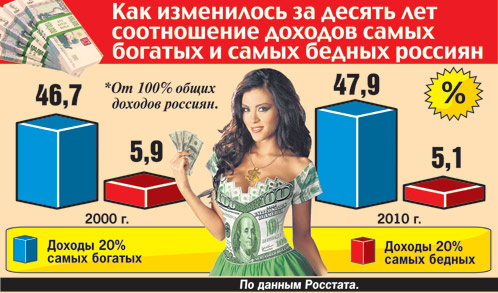 Как изменилось за десять лет
соотношение доходов самых
богатых и самых бедных россиян
46,7
*От 100% общих
доходов россиян.
47,9
%
5,9
5,1
2000 г.
2010 г.
Доходы 20%
самых богатых
Доходы 20%
самых бедных
По данным Росстата.